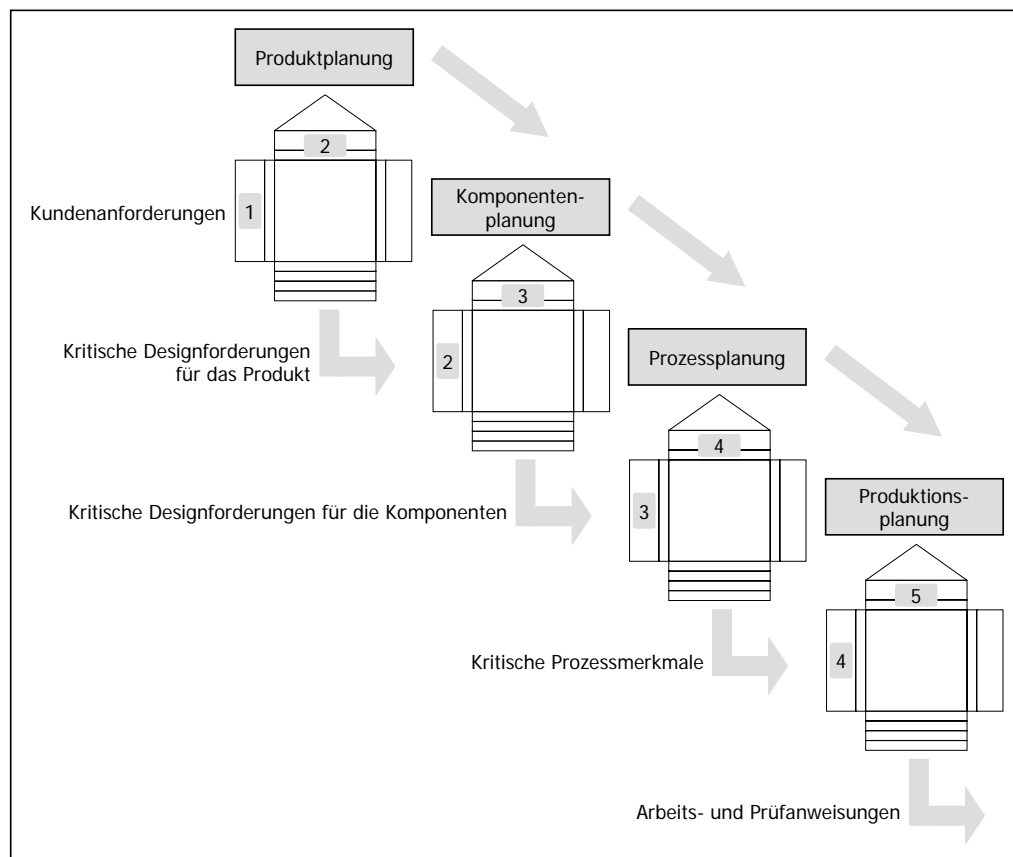 Produktplanung
2
Kundenanforderungen
1
Komponenten-
planung
3
Kritische Designforderungen
für das Produkt
2
Prozessplanung
4
Kritische Designforderungen für die Komponenten
3
Produktions-
planung
5
Kritische Prozessmerkmale
4
Arbeits- und Prüfanweisungen